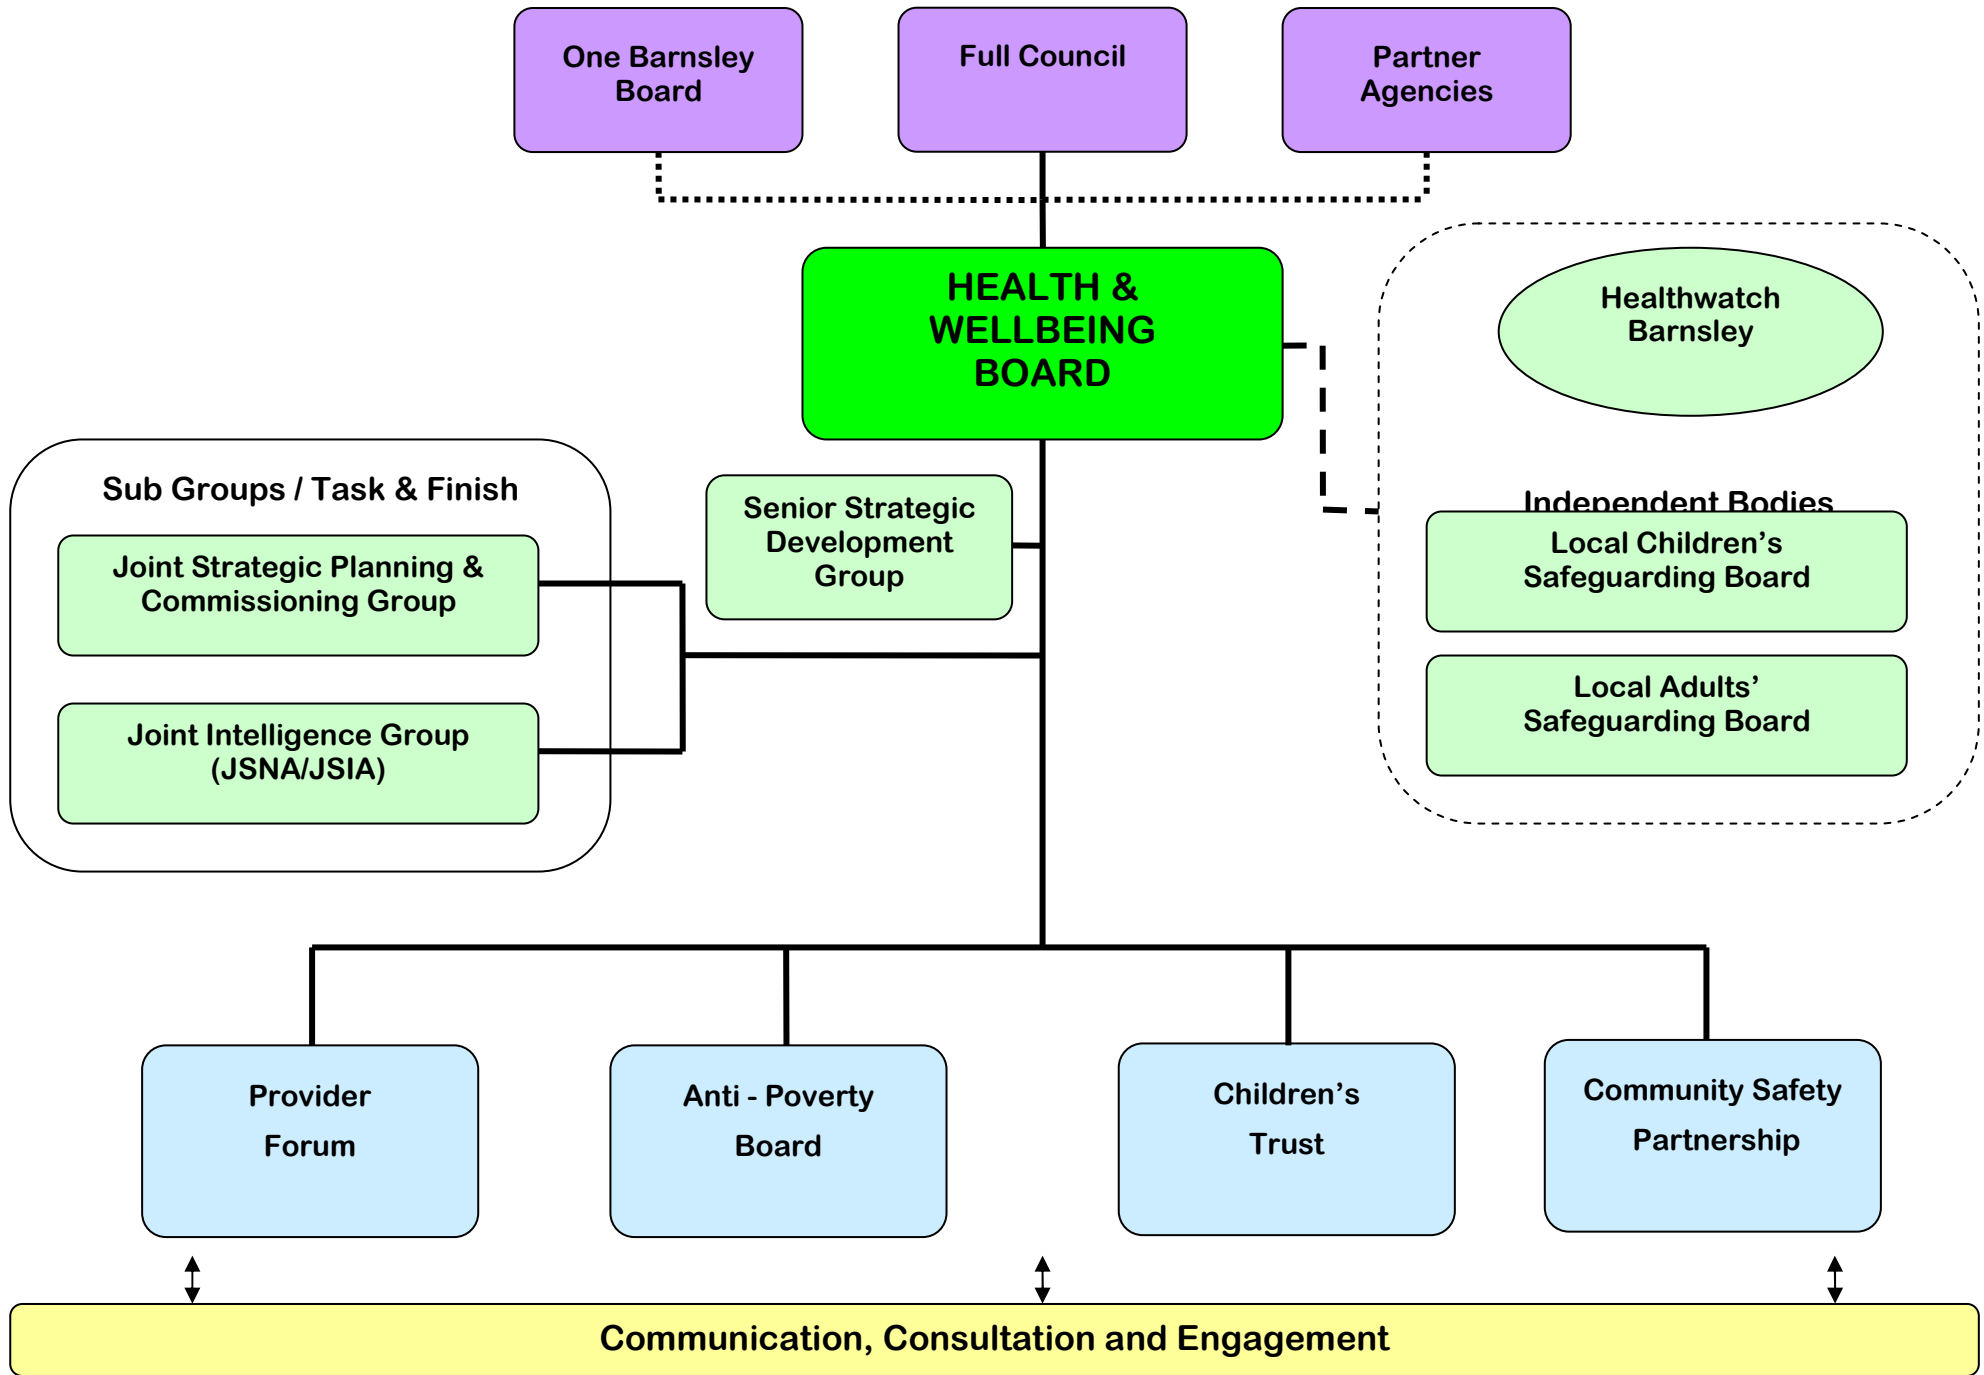 One Barnsley
Board
Full Council
Partner
Agencies
HEALTH &
WELLBEING
BOARD
Healthwatch
Barnsley
Independent Bodies
Local Children’s
Safeguarding Board
Local Adults’
Safeguarding Board
Senior Strategic
Development
Group
Sub Groups / Task & Finish
Joint Strategic Planning &
Commissioning Group
Joint Intelligence Group
(JSNA/JSIA)
Provider
Forum
Anti - Poverty
Board
Children’s
Trust
Community Safety
Partnership
Communication, Consultation and Engagement